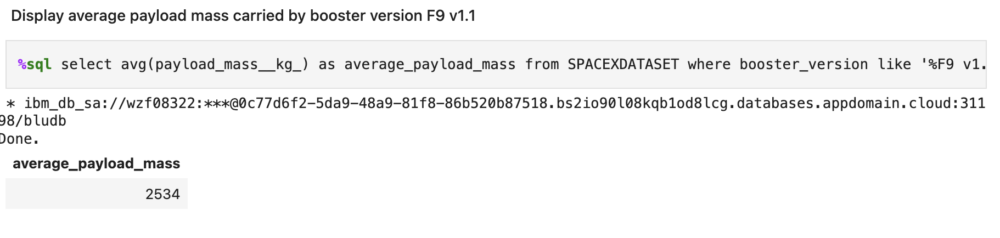 Display average payload mass carried by booster version F9 v1.1
%sql select avg(payload_mass__kg_) as average_payload_mass from SPACEXDATASET where booster_version like '%F9 v1.
* ibm_db_sa://wzf08322:***@0c77d6f2-5da9-48a9-81f8-86b520b87518.bs2io90l08kqb1od8lcg.databases.appdomain.cloud:311
98/bludb
Done.
average_payload_mass
2534